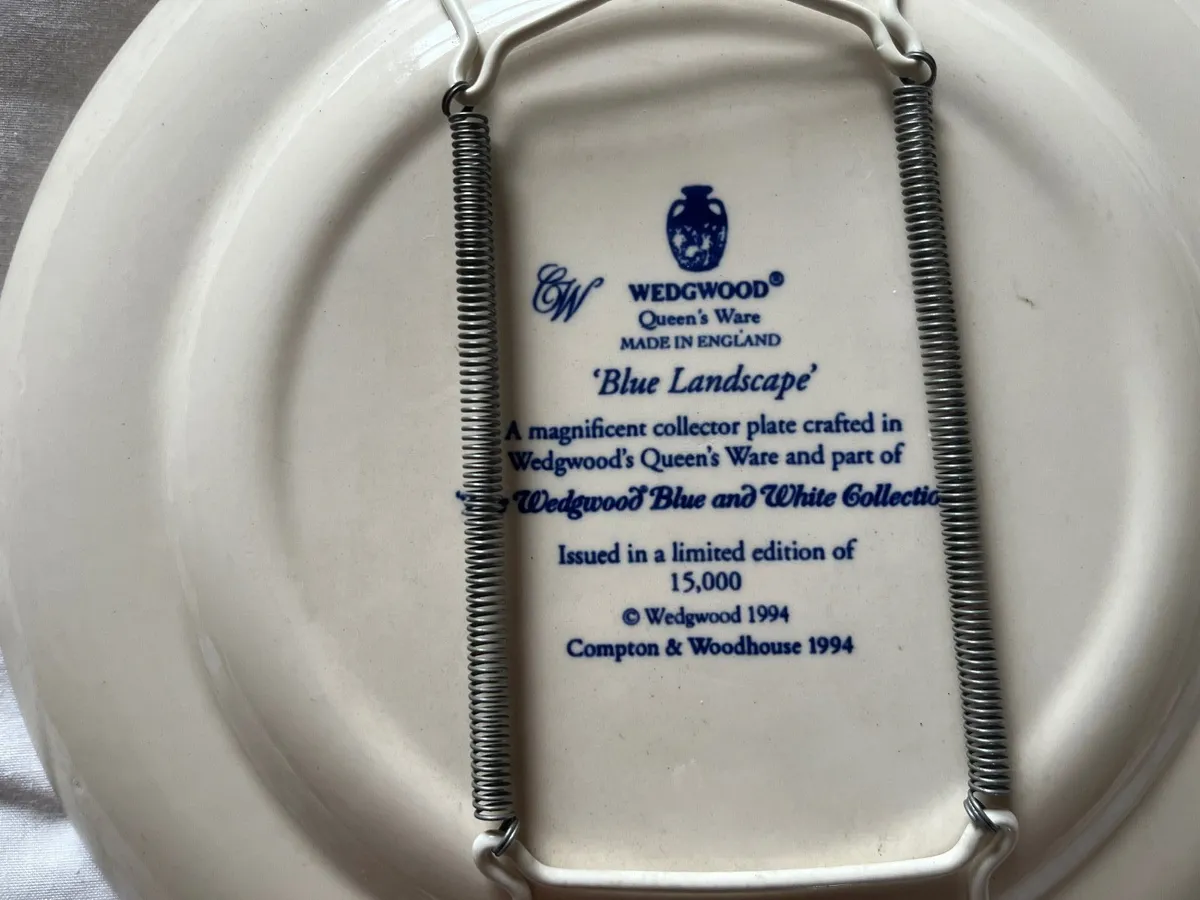 CW
WEDGWOOD®
Queen's Ware
MADE IN ENGLAND
'Blue Landscape'
A magnificent collector plate crafted in
Wedgwood's Queen's Ware and part of
Wedgwood Blue and White Collectio
Issued in a limited edition of
15,000
© Wedgwood 1994
Compton & Woodhouse 1994